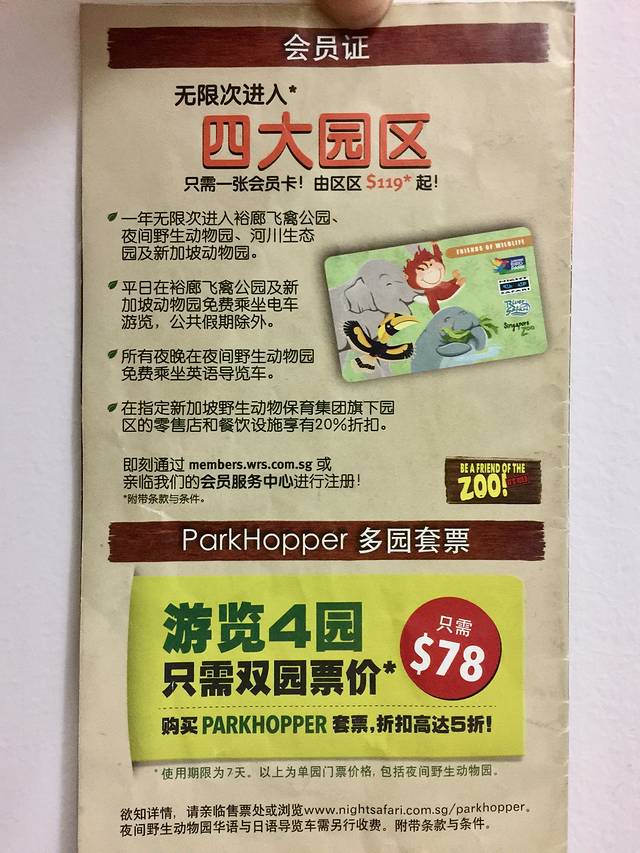 会员证
无限次进入*
四大园区
只需一张会员卡！由区区 $119* 起！
一年无限次进入裕廊飞禽公园、
夜间野生动物园、河川生态
园及新加坡动物园。
FRIENDS OF WILDLIFE
NIGHT SAFARI
River Safari
Singapore Zoo
平日在裕廊飞禽公园及新
加坡动物园免费乘坐电车
游览，公共假期除外。
所有夜晚在夜间野生动物园
免费乘坐英语导览车。
在指定新加坡野生动物保育集团旗下园
区的零售店和餐饮设施享有20%折扣。
即刻通过 members.wrs.com.sg 或
亲临我们的会员服务中心进行注册！
*附带条款与条件。
BE A FRIEND OF THE
ZOO!
ParkHopper 多园套票
游览4园
只需双园票价*
只需
$78
购买 PARKHOPPER 套票,折扣高达5折!
*使用期限为7天。以上为单园门票价格, 包括夜间野生动物园。
欲知详情，请亲临售票处或浏览www.nightsafari.com.sg/parkhopper。
夜间野生动物园华语与日语导览车需另行收费。附带条款与条件。